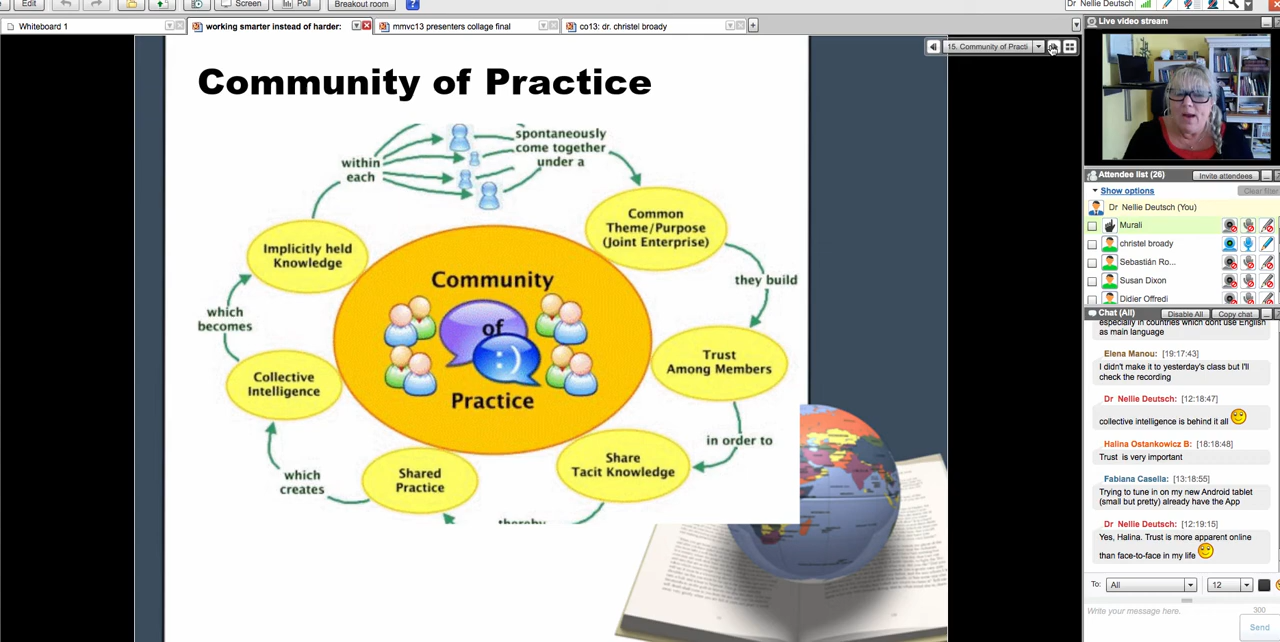 Edit
Screen
Poll
Breakout room
?
Dr Nellie Deutsch
Whiteboard 1
working smarter instead of harder:
mmvc13 presenters collage final
co13: dr. christel broady
+
Live video stream
15. Community of Practi
Community of Practice
within
each
spontaneously
come together
under a
Common
Theme/Purpose
(Joint Enterprise)
they build
Trust
Among Members
in order to
Share
Tacit Knowledge
thereby
Shared
Practice
which
creates
Collective
Intelligence
which
becomes
Implicitly held
Knowledge
Community
of
:)
Practice
Attendee list (26)
Invite attendees
Show options
Clear filter
Dr Nellie Deutsch (You)
Murali
christel broady
Sebastián Ro...
Susan Dixon
Didier Offredi
Chat (All)
Disable All
Copy chat
especially in countries which dont use English
as main language
Elena Manou: [19:17:43]
I didn't make it to yesterday's class but I'll
check the recording
Dr Nellie Deutsch: [12:18:47]
collective intelligence is behind it all
Halina Ostankowicz B: [18:18:48]
Trust is very important
Fabiana Casella: [13:18:55]
Trying to tune in on my new Android tablet
(small but pretty) already have the App
Dr Nellie Deutsch: [12:19:15]
Yes, Halina. Trust is more apparent online
than face-to-face in my life
To: All
12
Write your message here.
300
Send